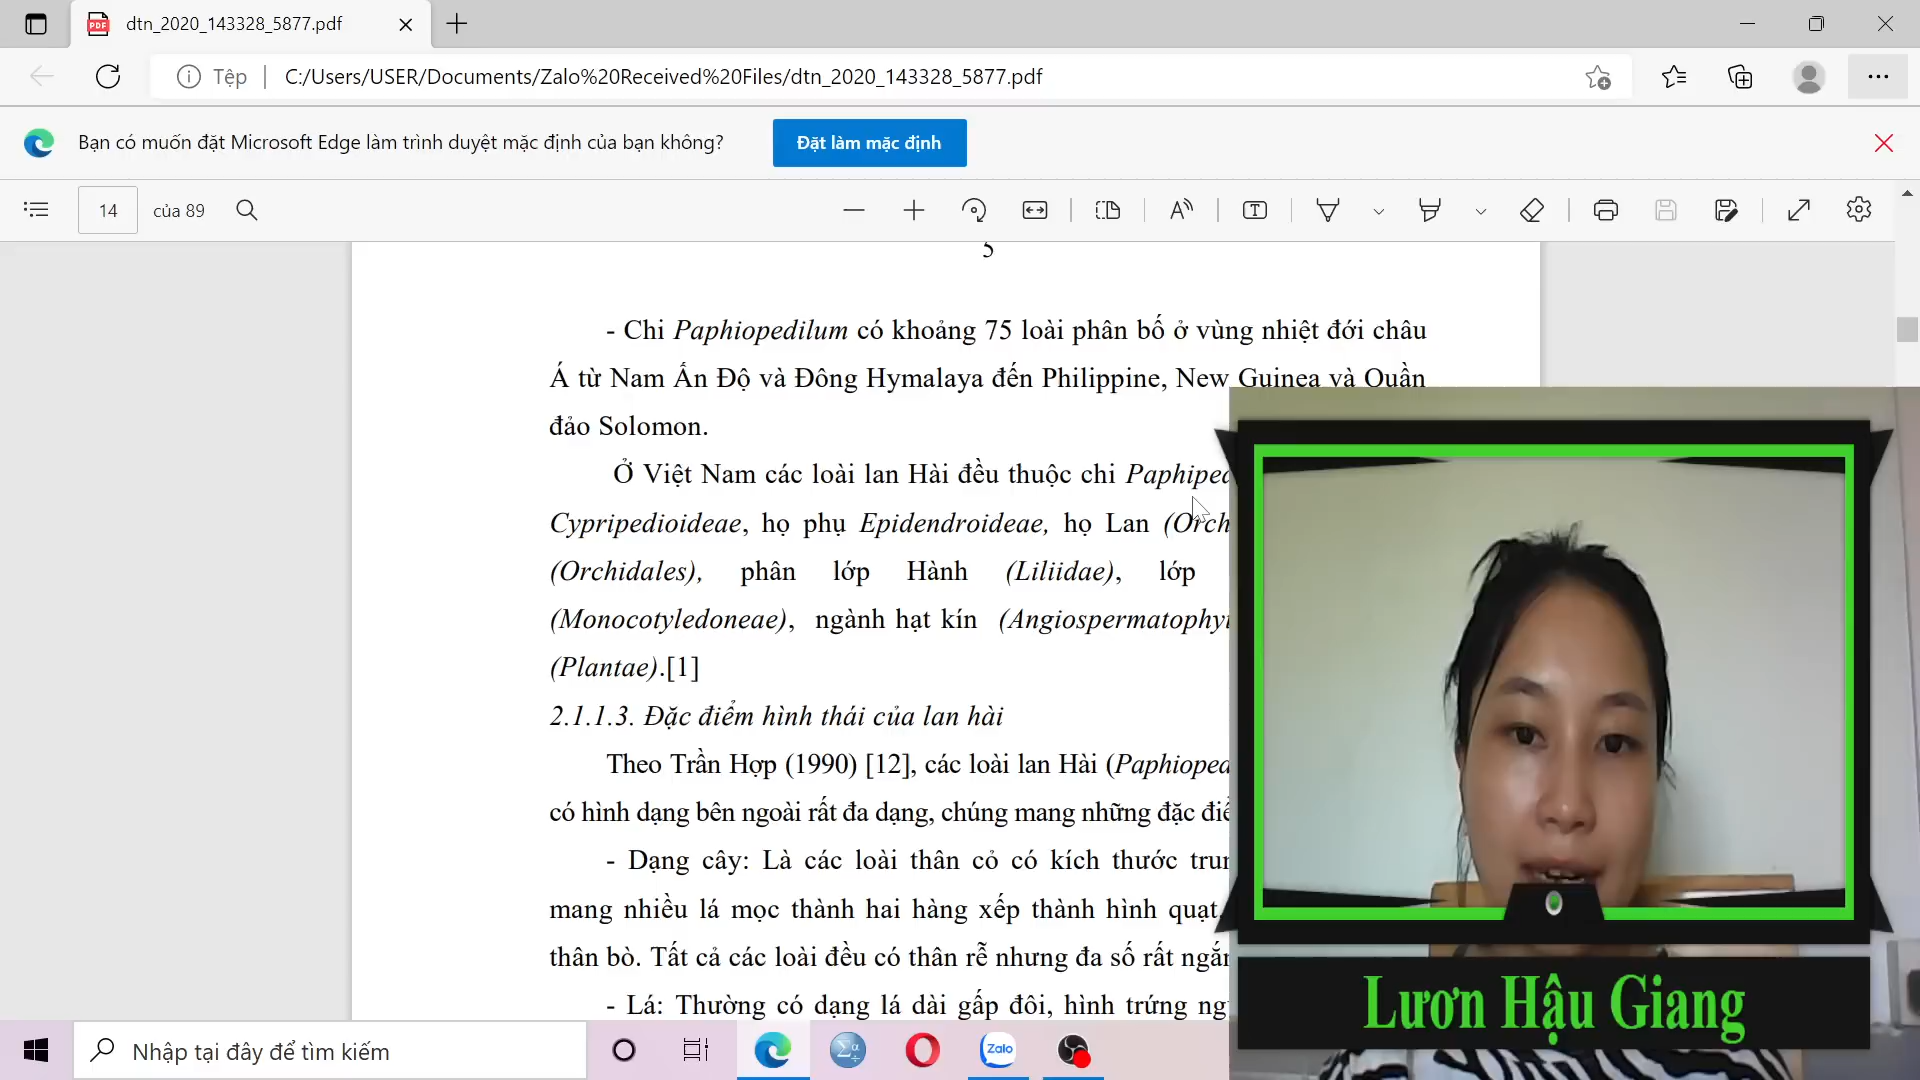 dtn_2020_143328_5877.pdf
Tệp
C:/Users/USER/Documents/Zalo%20Received%20Files/dtn_2020_143328_5877.pdf
Bạn có muốn đặt Microsoft Edge làm trình duyệt mặc định của bạn không?
Đặt làm mặc định
14 của 89
5
- Chi Paphiopedilum có khoảng 75 loài phân bố ở vùng nhiệt đới châu
Á từ Nam Ấn Độ và Đông Hymalaya đến Philippine, New Guinea và Quần
đảo Solomon.
Ở Việt Nam các loài lan Hài đều thuộc chi
Cypripedioideae, họ phụ Epidendroideae, họ Lan
(Orchidales), phân lớp Hành (Liliidae), lớp
(Monocotyledoneae), ngành hạt kín
(Plantae).[1]
2.1.1.3. Đặc điểm hình thái của lan hài
Theo Trần Hợp (1990) [12], các loài lan Hài
có hình dạng bên ngoài rất đa dạng, chúng mang những đặc
- Dạng cây: Là các loài thân cỏ có kích thước
mang nhiều lá mọc thành hai hàng xếp thành hình quạt,
thân bò. Tất cả các loài đều có thân rễ nhưng đa số rất ngắn
- Lá: Thường có dạng lá dài gấp đôi, hình trứng
Lươn Hậu Giang
Nhập tại đây để tìm kiếm
Zalo